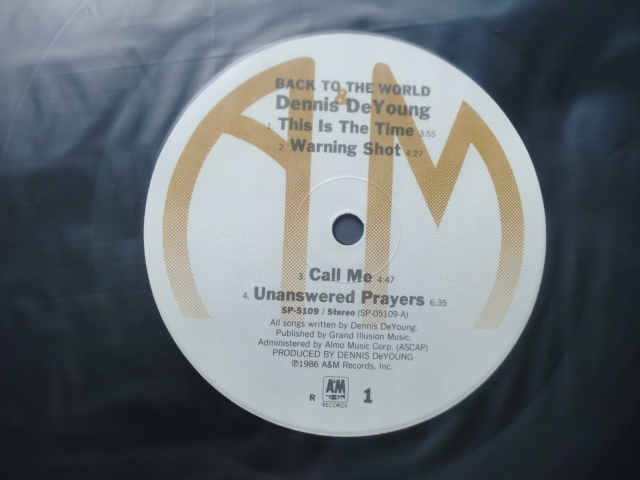 BACK TO THE WORLD
Dennis DeYoung
1. This Is The Time 3:55
2. Warning Shot 4:27
3. Call Me 4:47
4. Unanswered Prayers 6:35
SP-5109 / Stereo (SP-05109-A)
All songs written by Dennis DeYoung.
Published by Grand Illusion Music.
Administered by Almo Music Corp. (ASCAP)
PRODUCED BY DENNIS DeYOUNG
℗1986 A&M Records, Inc.
R
A&M
RECORDS
1
A&M